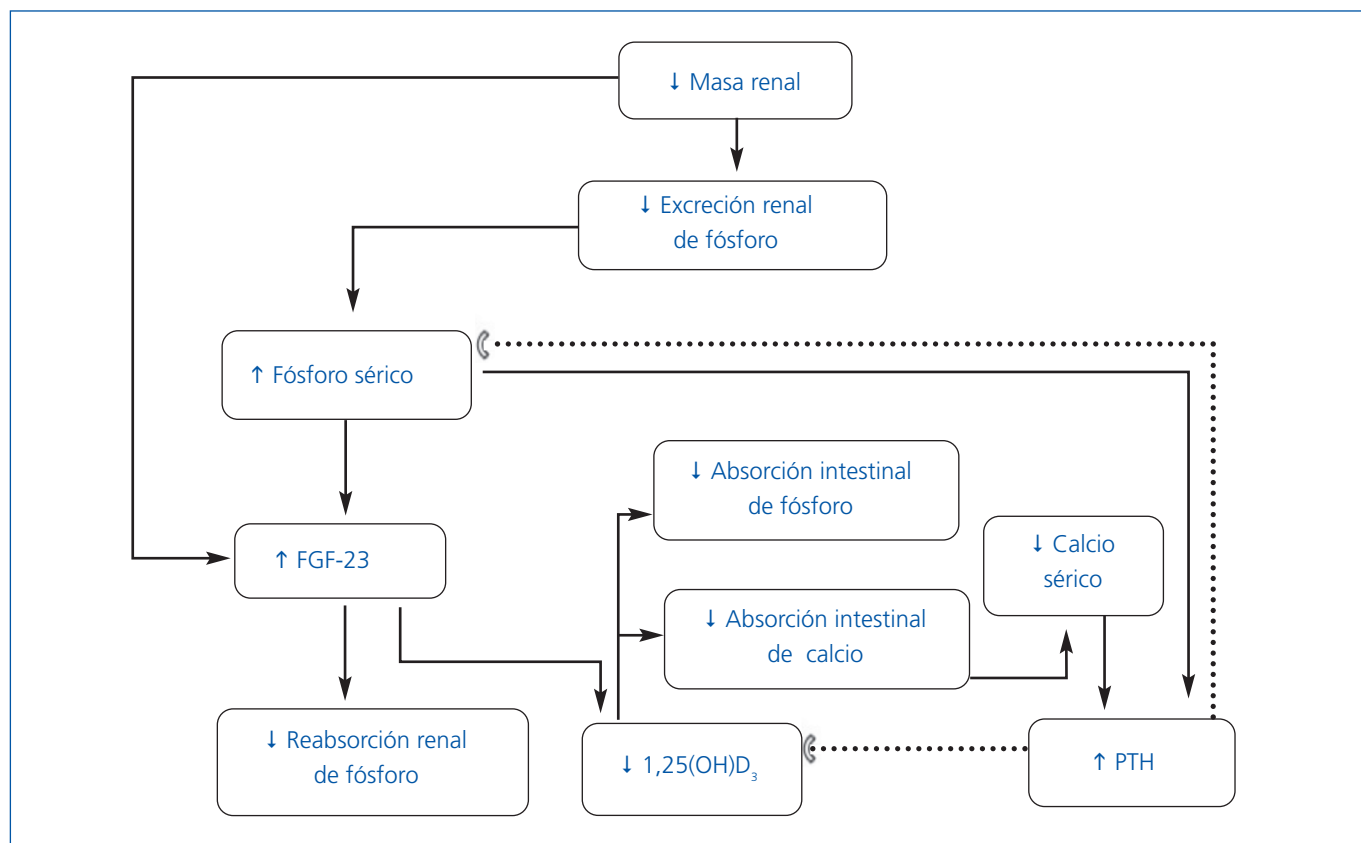 ↓ Masa renal
↓ Excreción renal
de fósforo
↑ Fósforo sérico
↓ Absorción intestinal
de fósforo
↓ Calcio
sérico
↑ FGF-23
↓ Absorción intestinal
de calcio
↓ Reabsorción renal
de fósforo
↓ 1,25(OH)D₃
↑ PTH